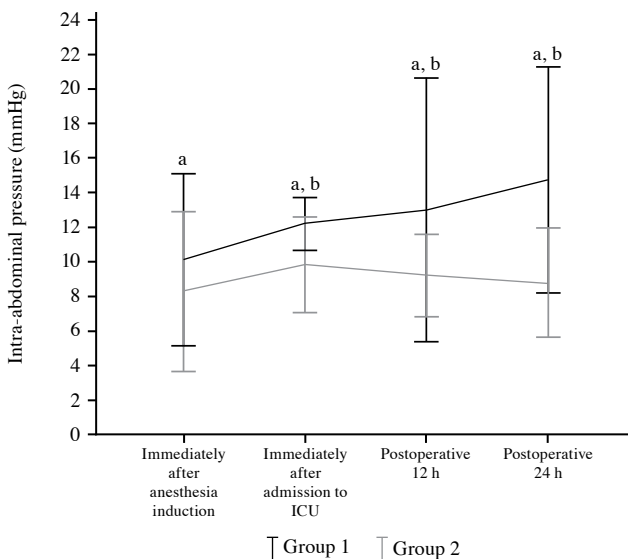 Intra-abdominal pressure (mmHg)
24
22
20
18
16
14
12
10
8
6
4
2
0
a
a, b
a, b
a, b
Immediately
after
anesthesia
induction
Immediately
after
admission to
ICU
Postoperative
12 h
Postoperative
24 h
Group 1
Group 2